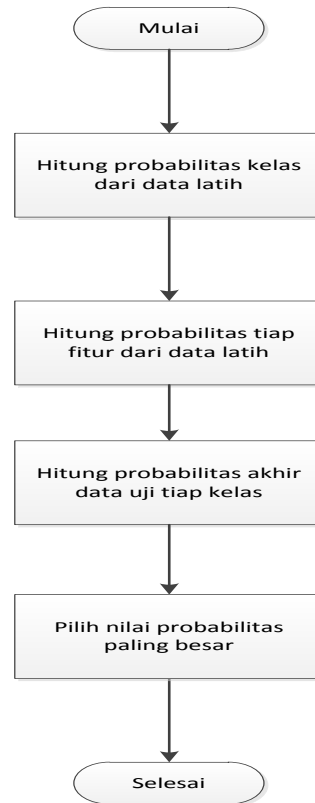 Mulai
Hitung probabilitas kelas
dari data latih
Hitung probabilitas tiap
fitur dari data latih
Hitung probabilitas akhir
data uji tiap kelas
Pilih nilai probabilitas
paling besar
Selesai